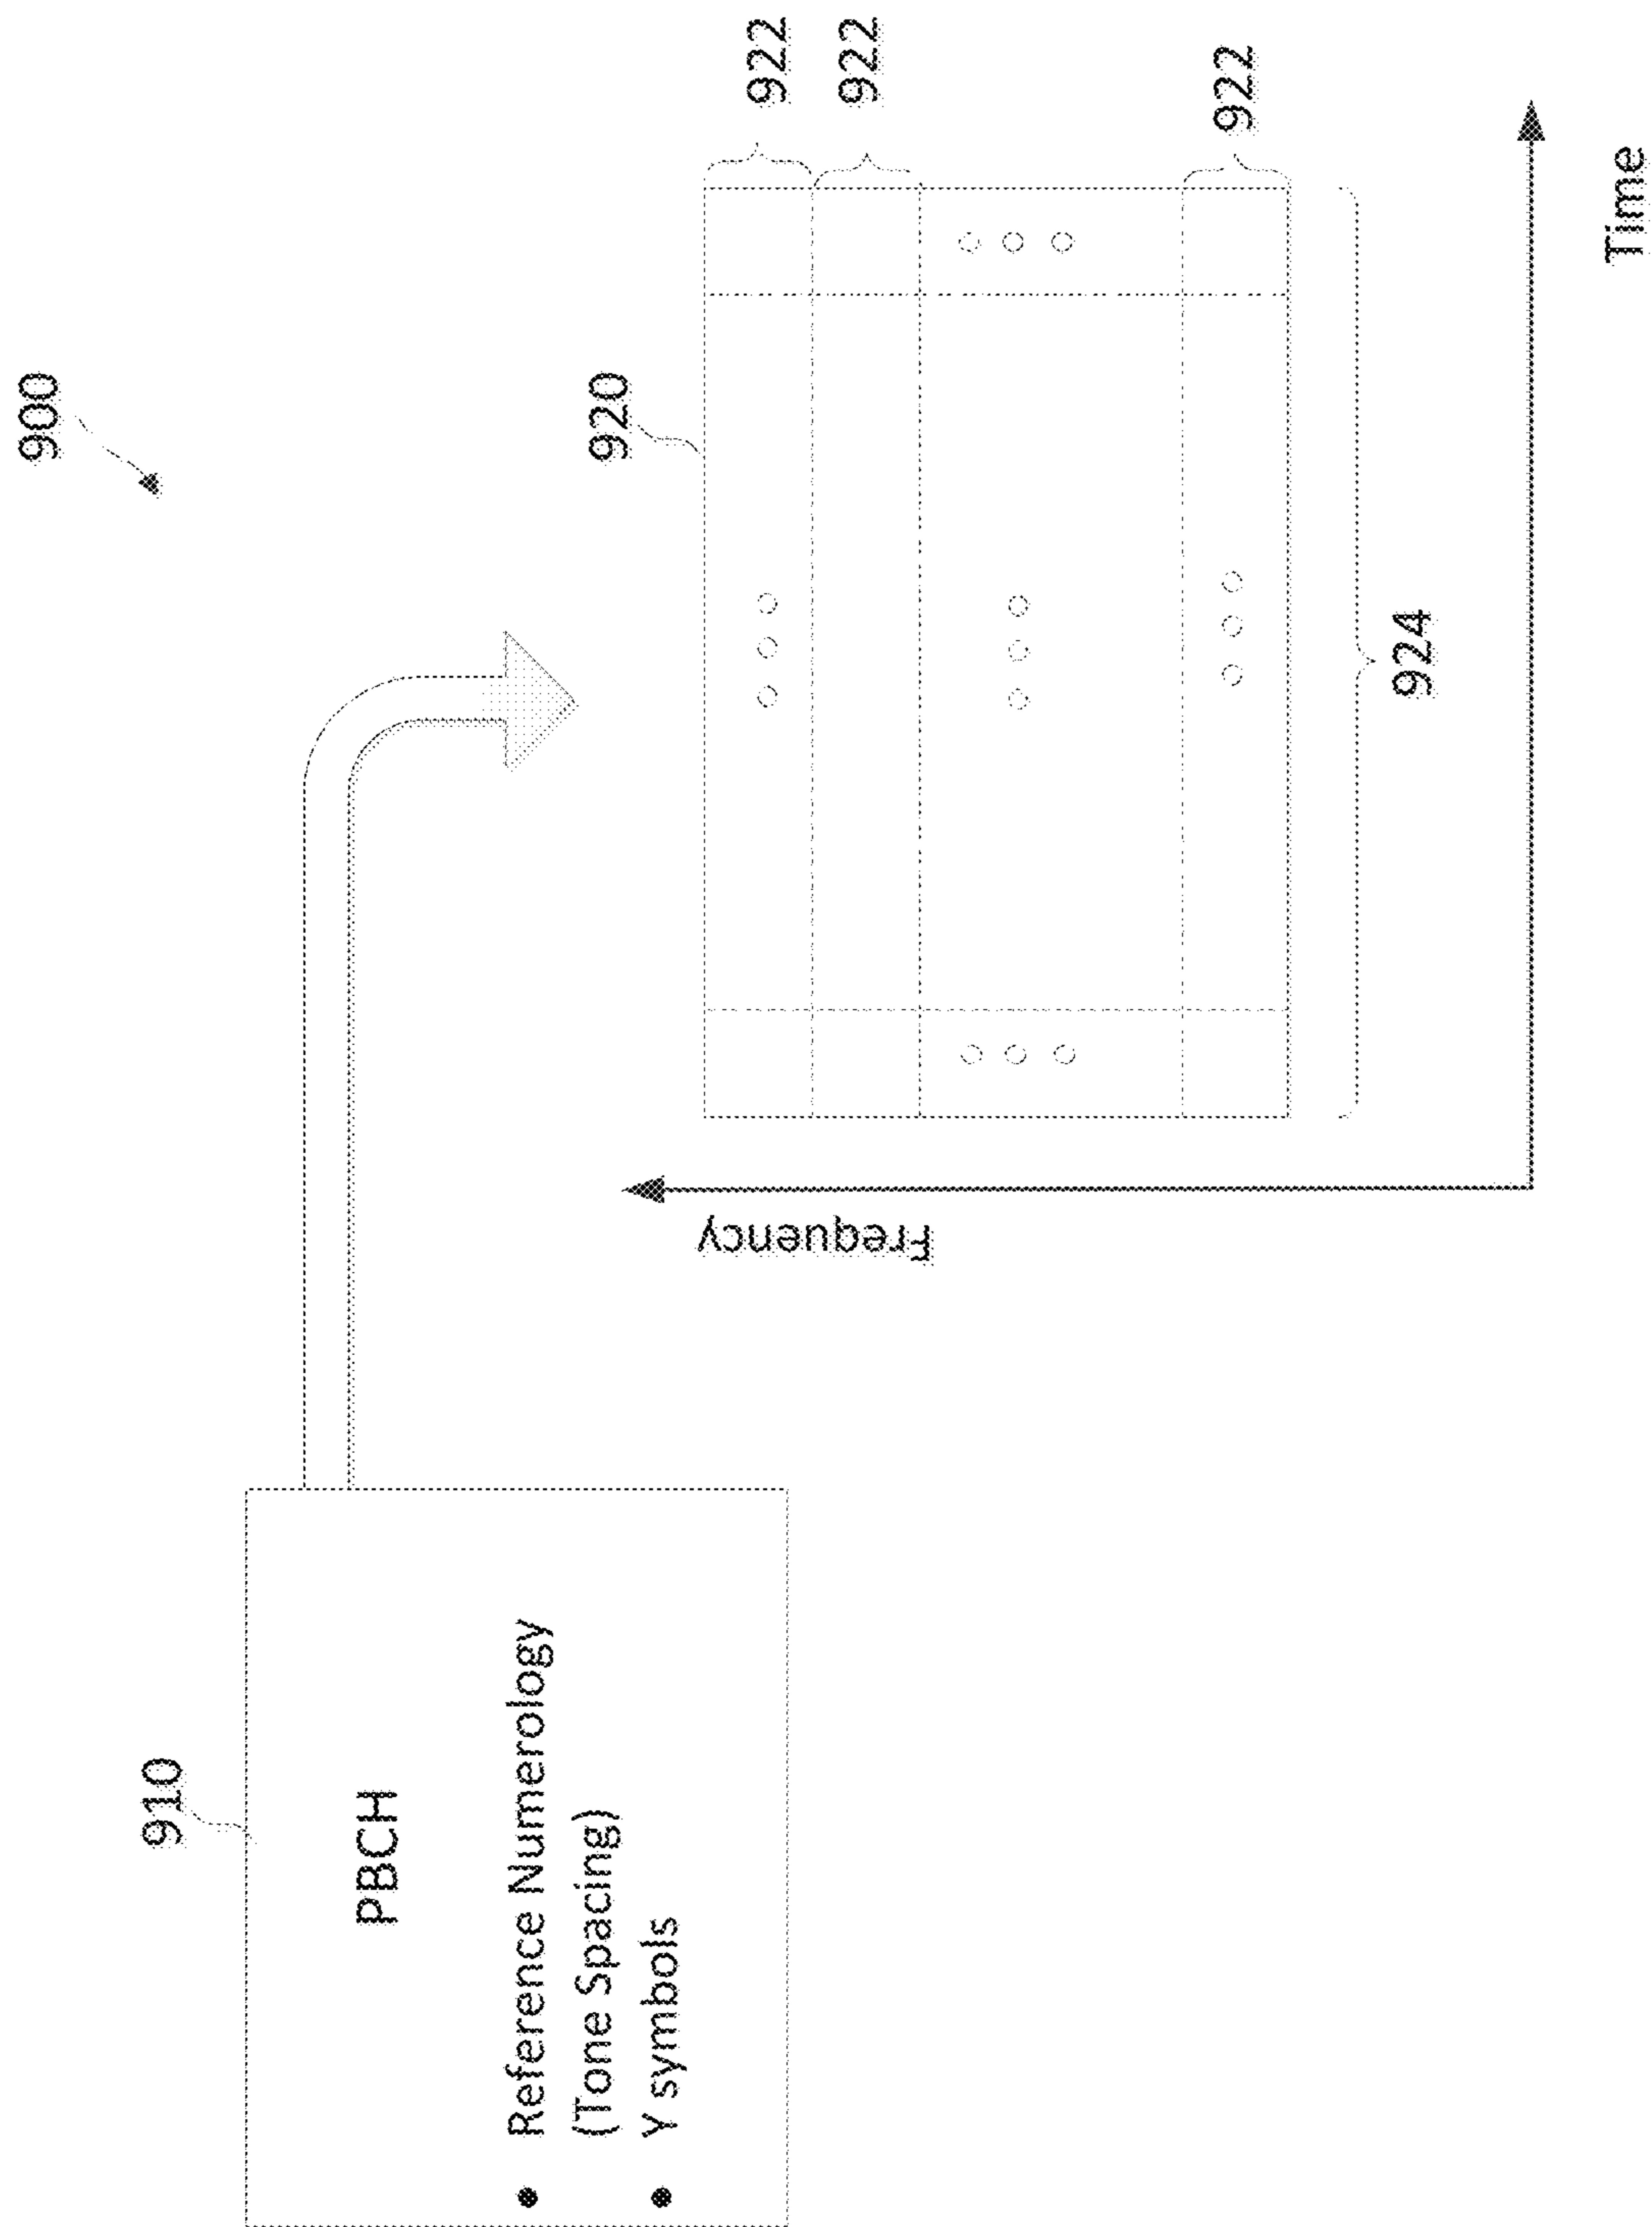 900
910
PBCH
• Reference Numerology
(Tone Spacing)
• Y symbols
920
922
922
922
924
Frequency
Time